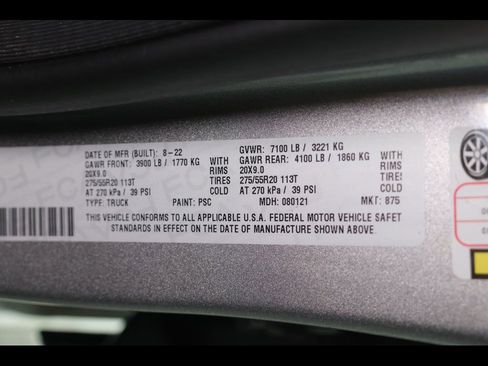 DATE OF MFR (BUILT): 8-22 GVWR: 7100 LB / 3221 KG
GAWR FRONT: 3900 LB / 1770 KG WITH GAWR REAR: 4100 LB / 1860 KG WITH
20X9.0 RIMS 20X9.0 RIMS
275/55R20 113T TIRES 275/55R20 113T TIRES
AT 270 kPa / 39 PSI COLD AT 270 kPa / 39 PSI COLD
TYPE: TRUCK PAINT: PSC MDH: 080121 MKT: 875
THIS VEHICLE CONFORMS TO ALL APPLICABLE U.S.A. FEDERAL MOTOR VEHICLE SAFET
STANDARDS IN EFFECT ON THE DATE OF MANUFACTURE SHOWN ABOVE.